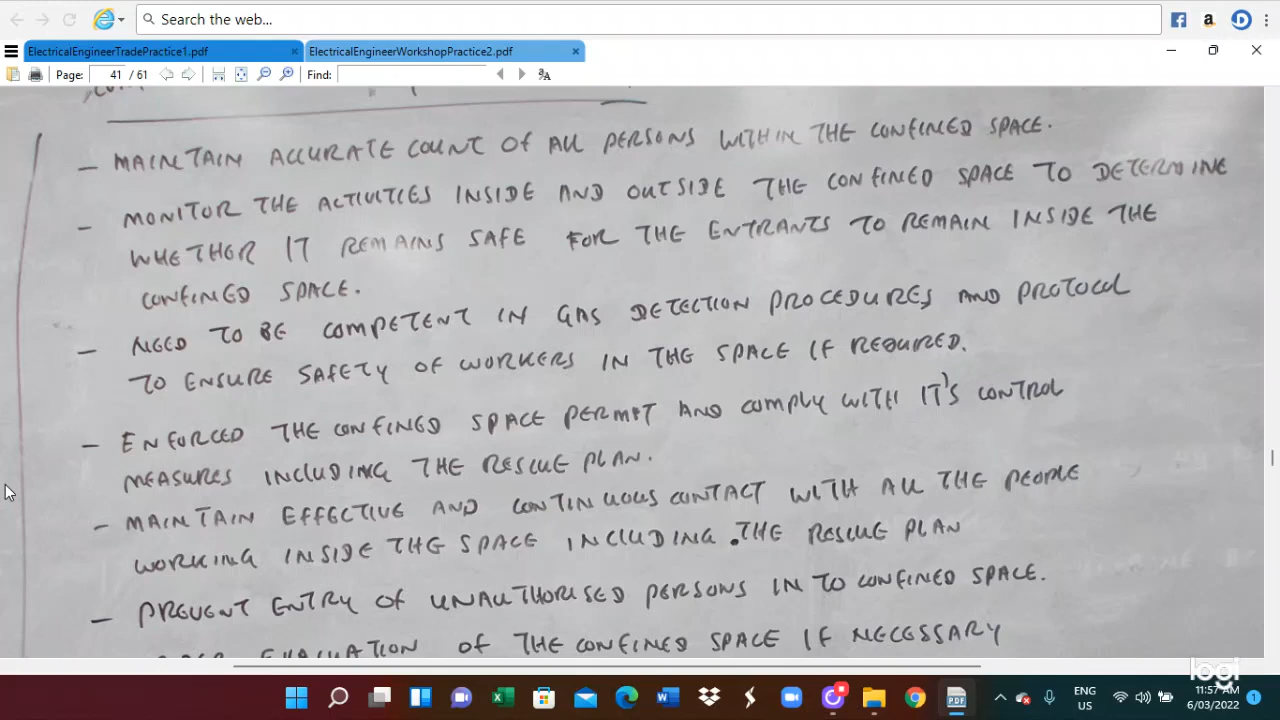 Search the web...
ElectricalEngineerTradePractice1.pdf
ElectricalEngineerWorkshopPractice2.pdf
Page: 41 / 61
Find:
- MAINTAIN ACCURATE COUNT OF ALL PERSONS WITHIN THE CONFINED SPACE.
- MONITOR THE ACTIVITIES INSIDE AND OUTSIDE THE CONFINED SPACE TO DETERMINE
WHETHER IT REMAINS SAFE FOR THE ENTRANTS TO REMAIN INSIDE THE
CONFINED SPACE.
- NEED TO BE COMPETENT IN GAS DETECTION PROCEDURES AND PROTOCOL
TO ENSURE SAFETY OF WORKERS IN THE SPACE IF REQUIRED.
- ENFORCED THE CONFINED SPACE PERMIT AND COMPLY WITH IT'S CONTROL
MEASURES INCLUDING THE RESCUE PLAN.
- MAINTAIN EFFECTIVE AND CONTINUOUS CONTACT WITH ALL THE PEOPLE
WORKING INSIDE THE SPACE INCLUDING .THE RESCUE PLAN
- PREVENT ENTRY OF UNAUTHORISED PERSONS IN TO CONFINED SPACE.
EVALUATION OF THE CONFINED SPACE IF NECESSARY
logi
ENG
US
11:57 AM
6/03/2022